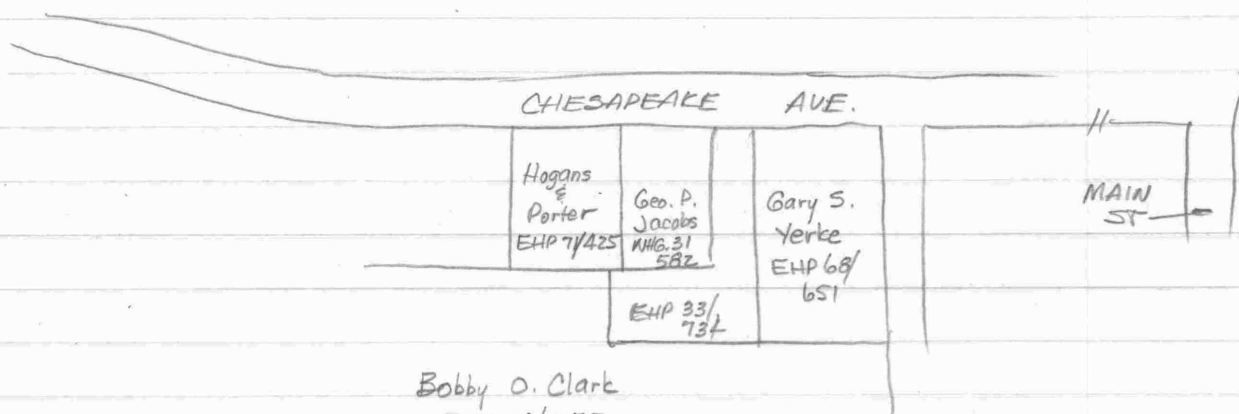 CHESAPEAKE AVE.
Hogans
&
Porter
EHP 71/425
Geo. P.
Jacobs
WHG.31
582
Gary S.
Yerke
EHP 68/
651
MAIN
ST
EHP 33/
Bobby O. Clark